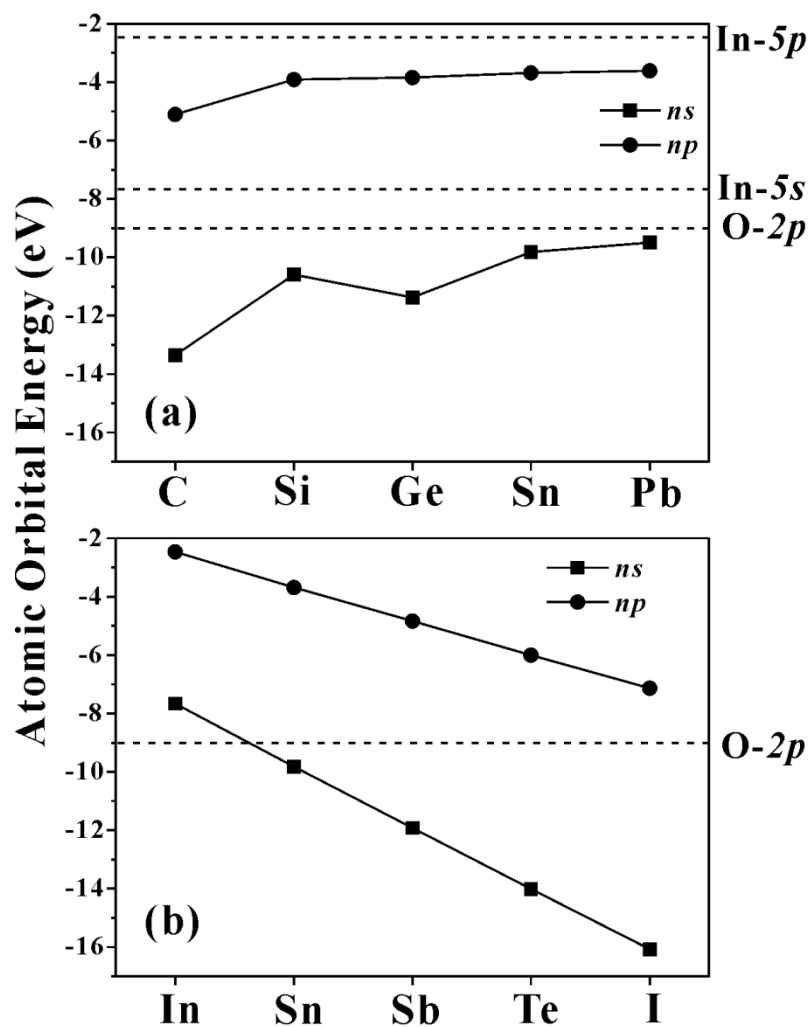 Atomic Orbital Energy (eV)
-2
-4
-6
-8
-10
-12
-14
-16
In-5p
In-5s
O-2p
ns
np
(a)
C Si Ge Sn Pb
-2
-4
-6
-8
-10
-12
-14
-16
ns
np
O-2p
(b)
In Sn Sb Te I